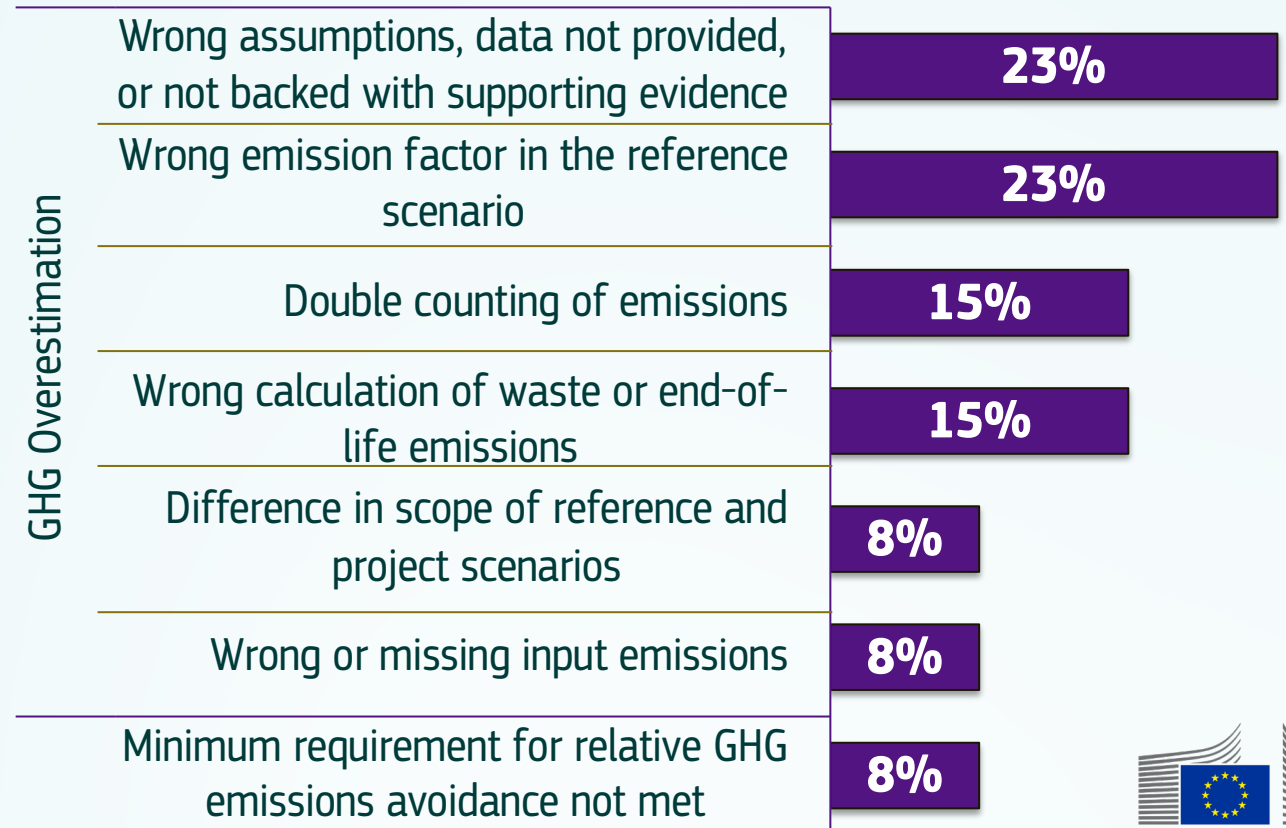 GHG Overestimation
Wrong assumptions, data not provided,
or not backed with supporting evidence
23%
Wrong emission factor in the reference
scenario
23%
Double counting of emissions
15%
Wrong calculation of waste or end-of-
life emissions
15%
Difference in scope of reference and
project scenarios
8%
Wrong or missing input emissions
8%
Minimum requirement for relative GHG
emissions avoidance not met
8%